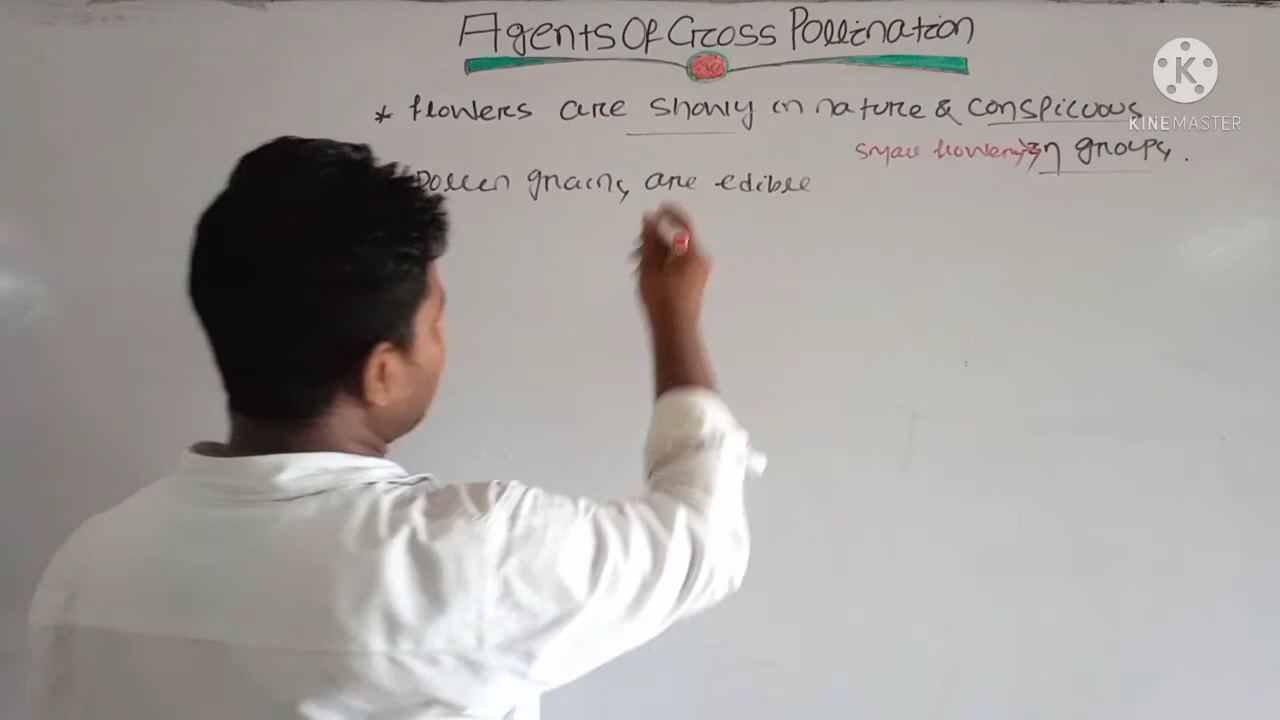 Agents Of Cross Pollination
* flowers are showy in nature & conspicuous
small flowers → in groups.
Pollen grains are edible
KINEMASTER